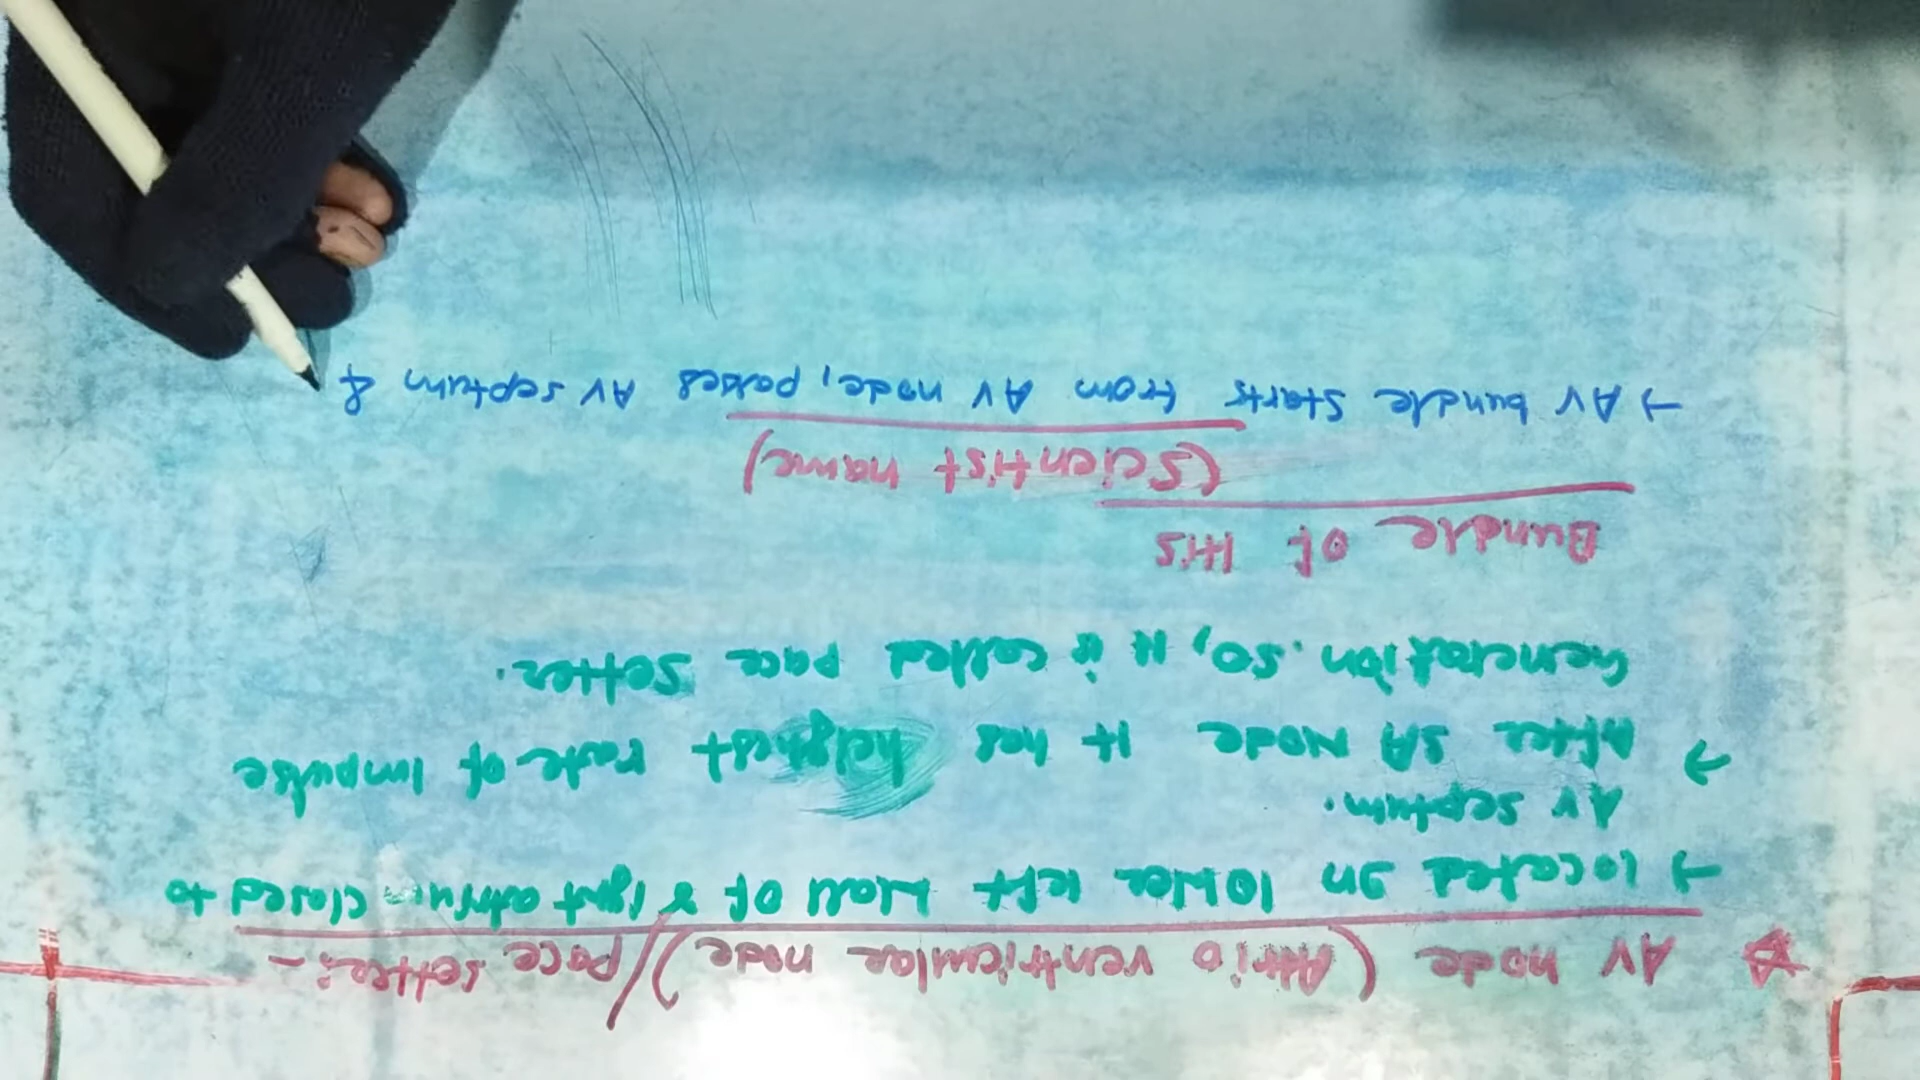 ☆ AV node (Atrio ventricular node)/pace setter:-
→ located In lower left wall of right atrium closed to
AV septum.
→ After SA Node It has heighest rate of Impulse
Generation. So, It is called pace setter.
Bundle of His
(Scientist name)
→ AV bundle starts from AV node, passes AV septum &